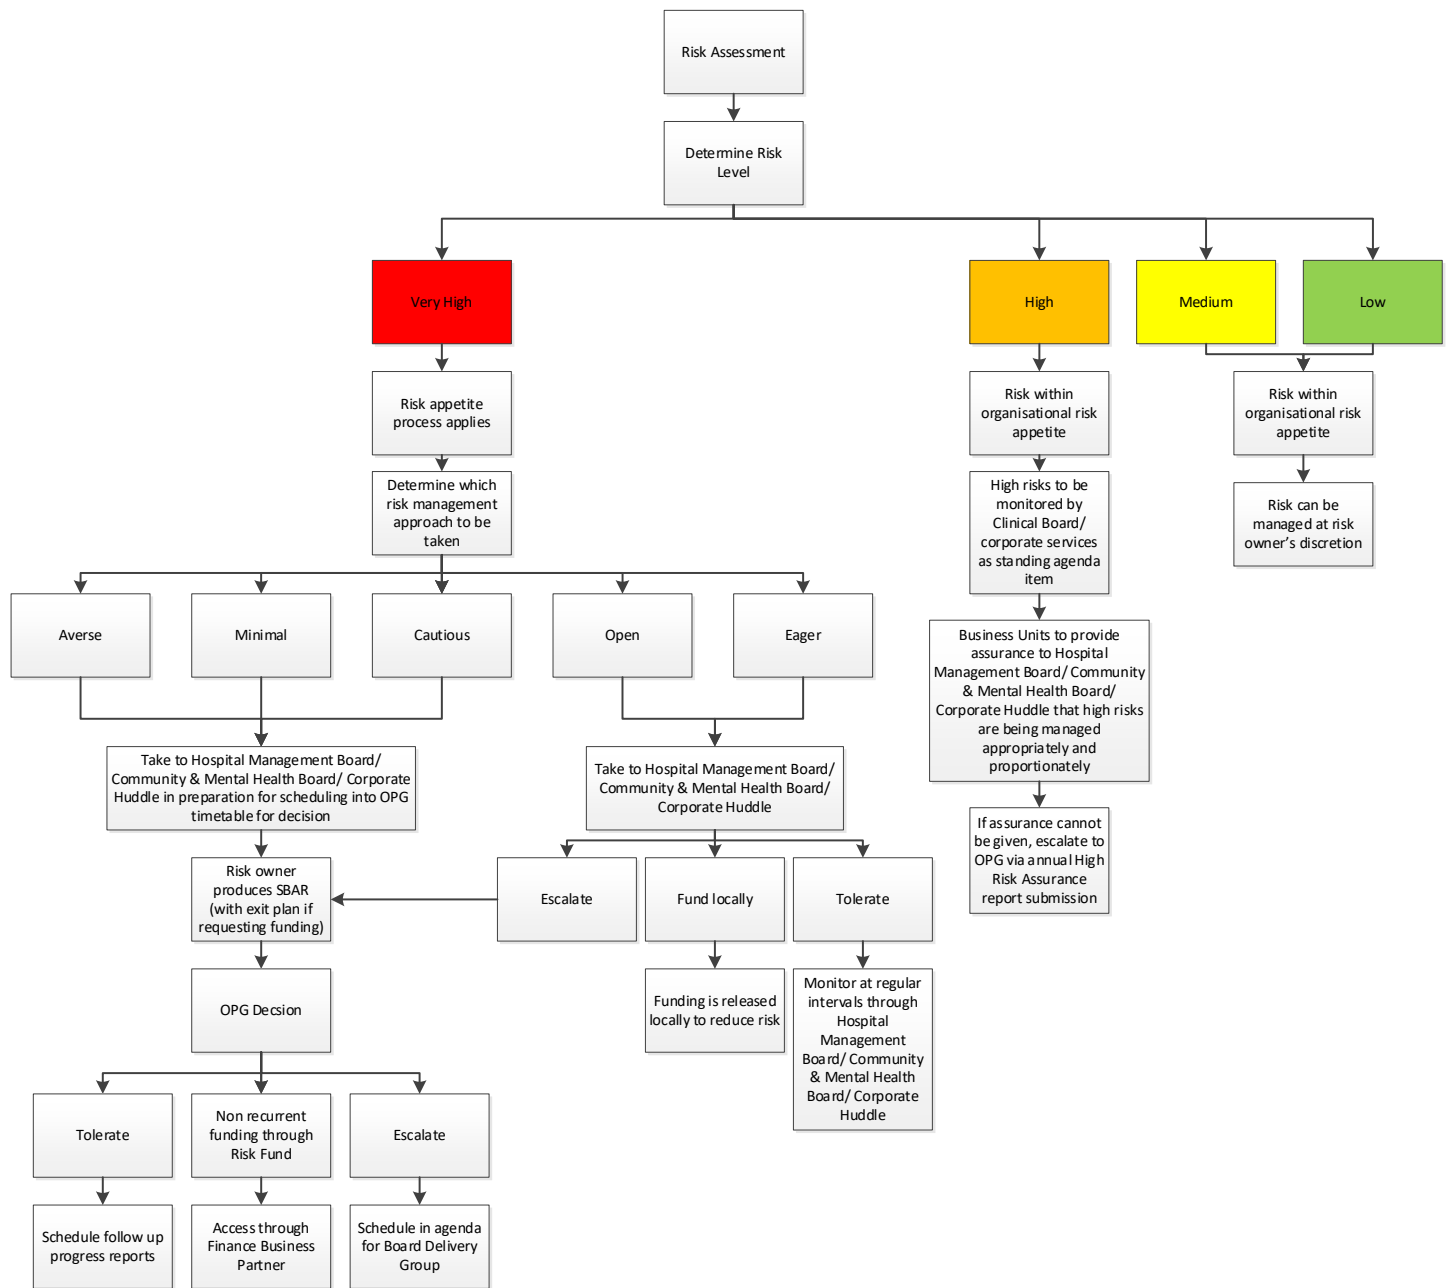 Risk Assessment
Determine Risk
Level
Very High
High
Medium
Low
Risk appetite
process applies
Risk within
organisational risk
appetite
Risk within
organisational risk
appetite
Determine which
risk management
approach to be
taken
High risks to be
monitored by
Clinical Board/
corporate services
as standing agenda
item
Risk can be
managed at risk
owner's discretion
Averse
Minimal
Cautious
Open
Eager
Business Units to provide
assurance to Hospital
Management Board/ Community
& Mental Health Board/
Corporate Huddle that high risks
are being managed
appropriately and
proportionately
Take to Hospital Management Board/
Community & Mental Health Board/ Corporate
Huddle in preparation for scheduling into OPG
timetable for decision
Take to Hospital Management Board/
Community & Mental Health Board/
Corporate Huddle
If assurance cannot
be given, escalate to
OPG via annual High
Risk Assurance
report submission
Risk owner
produces SBAR
(with exit plan if
requesting funding)
Escalate
Fund locally
Tolerate
OPG Decsion
Funding is released
locally to reduce risk
Monitor at regular
intervals through
Hospital
Management
Board/ Community
& Mental Health
Board/ Corporate
Huddle
Tolerate
Non recurrent
funding through
Risk Fund
Escalate
Schedule follow up
progress reports
Access through
Finance Business
Partner
Schedule in agenda
for Board Delivery
Group